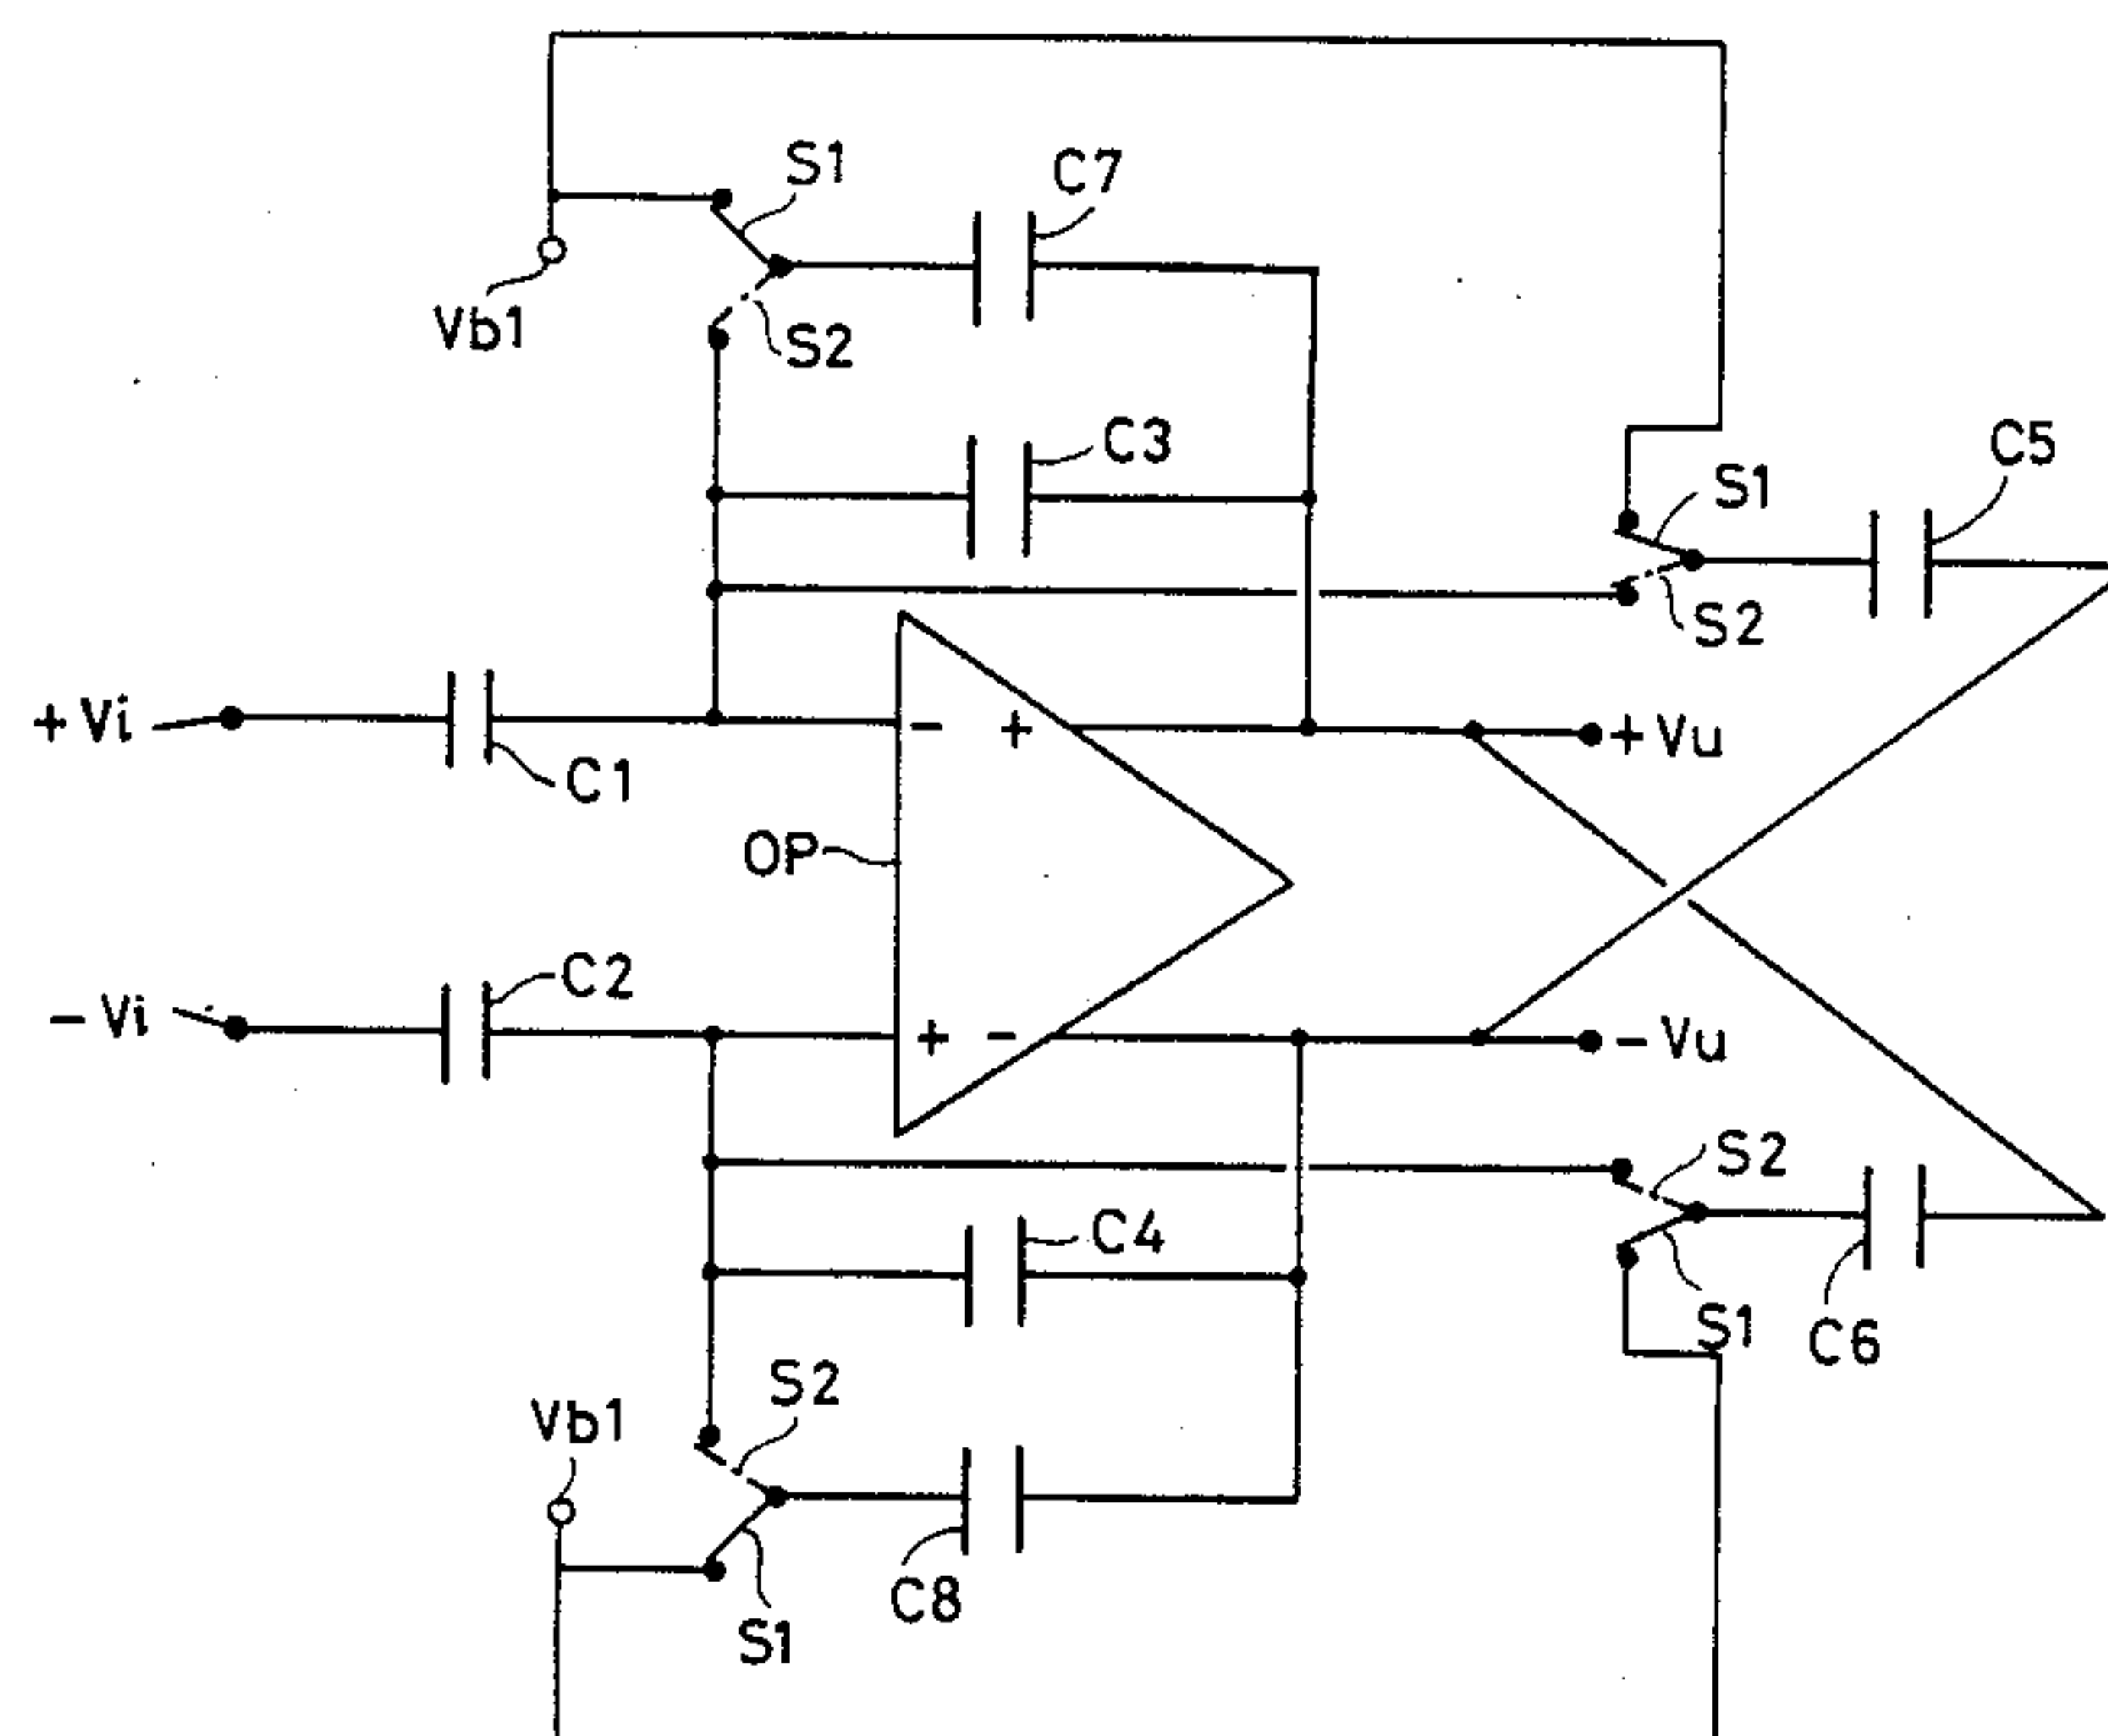 S1
C7
Vb1
S2
C3
C5
S1
S2
+Vi
C1
- +
+Vu
OP
C2
-Vi
+ -
-Vu
S2
C4
S1
C6
S2
Vb1
C8
S1